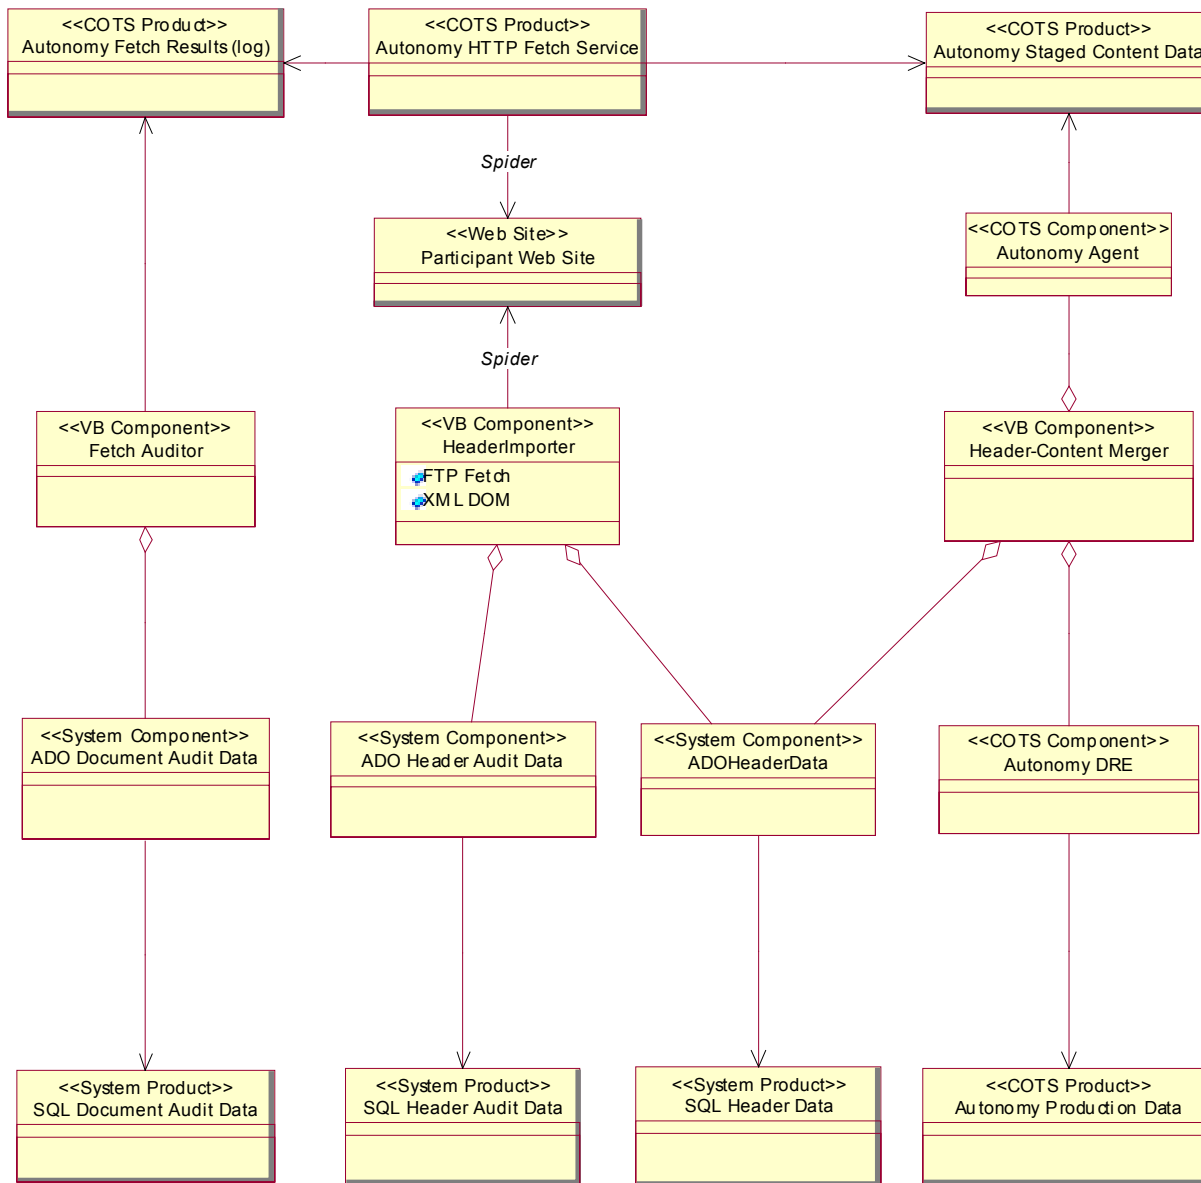 <<COTS Product>>
Autonomy Fetch Results (log)
<<COTS Product>>
Autonomy HTTP Fetch Service
<<COTS Product>>
Autonomy Staged Content Data
Spider
<<Web Site>>
Participant Web Site
<<COTS Component>>
Autonomy Agent
Spider
<<VB Component>>
Fetch Auditor
<<VB Component>>
HeaderImporter
FTP Fetch
XML DOM
<<VB Component>>
Header-Content Merger
<<System Component>>
ADO Document Audit Data
<<System Component>>
ADO Header Audit Data
<<System Component>>
ADOHeaderData
<<COTS Component>>
Autonomy DRE
<<System Product>>
SQL Document Audit Data
<<System Product>>
SQL Header Audit Data
<<System Product>>
SQL Header Data
<<COTS Product>>
Autonomy Production Data